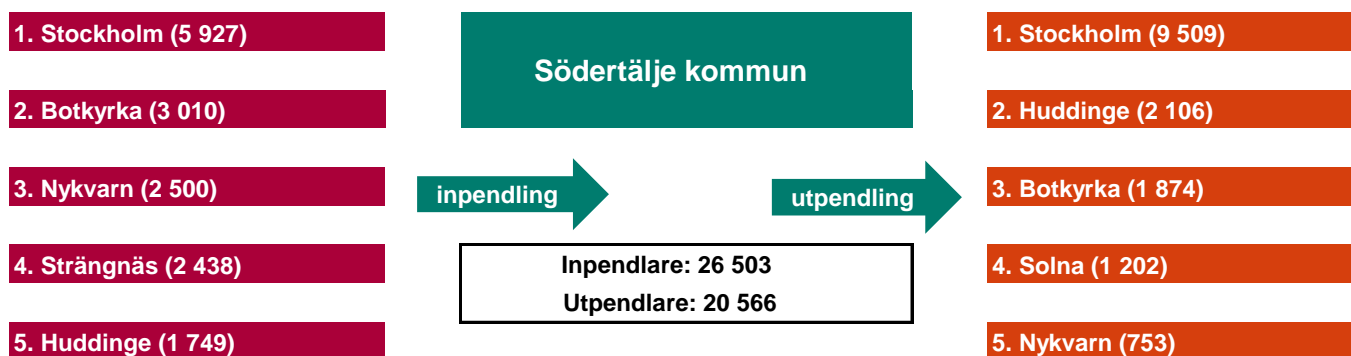 1. Stockholm (5 927)
2. Botkyrka (3 010)
3. Nykvarn (2 500)
4. Strängnäs (2 438)
5. Huddinge (1 749)
Södertälje kommun
inpendling
utpendling
Inpendlare: 26 503
Utpendlare: 20 566
1. Stockholm (9 509)
2. Huddinge (2 106)
3. Botkyrka (1 874)
4. Solna (1 202)
5. Nykvarn (753)